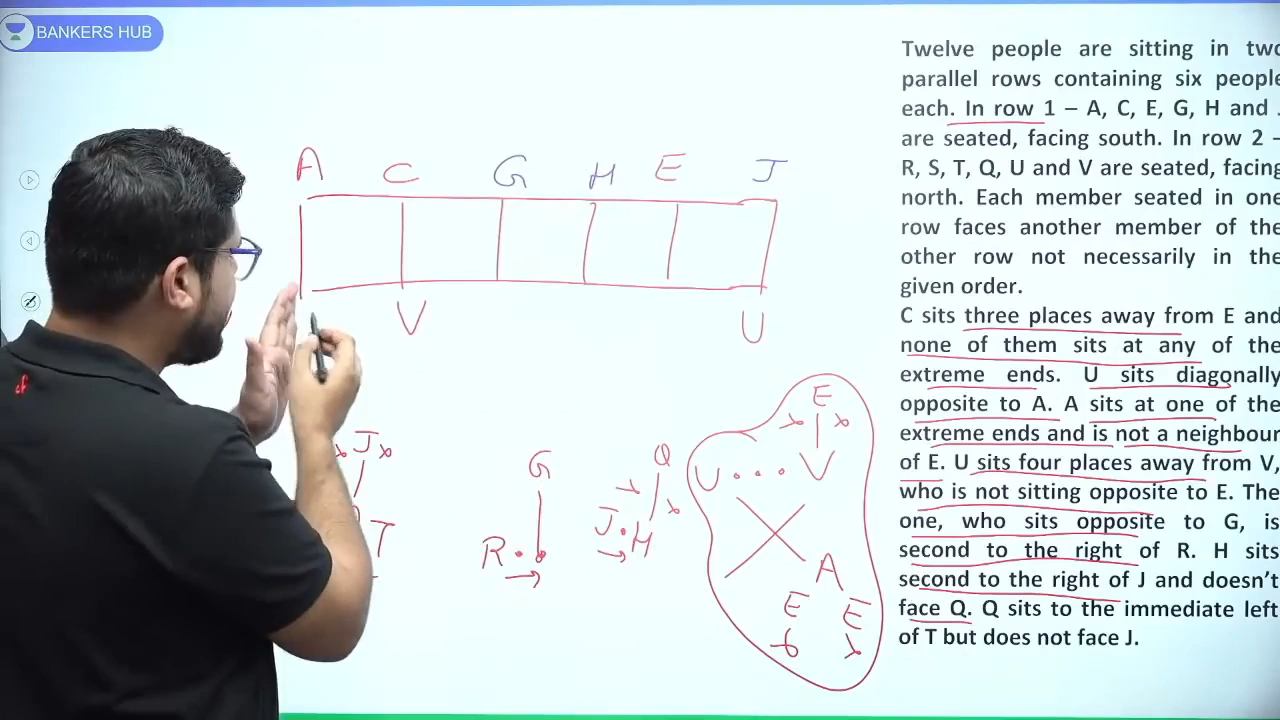 BANKERS HUB
A C G H E J
V U
Twelve people are sitting in two
parallel rows containing six people
each. In row 1 – A, C, E, G, H and
are seated, facing south. In row 2 –
R, S, T, Q, U and V are seated, facing
north. Each member seated in one
row faces another member of the
other row not necessarily in the
given order.
C sits three places away from E and
none of them sits at any of the
extreme ends. U sits diagonally
opposite to A. A sits at one of the
extreme ends and is not a neighbour
of E. U sits four places away from V,
who is not sitting opposite to E. The
one, who sits opposite to G, is
second to the right of R. H sits
second to the right of J and doesn't
face Q. Q sits to the immediate left
of T but does not face J.
x J x
T
G
R .
Q
x x
J . H
E
x x
U . . . V
A
E E
x x